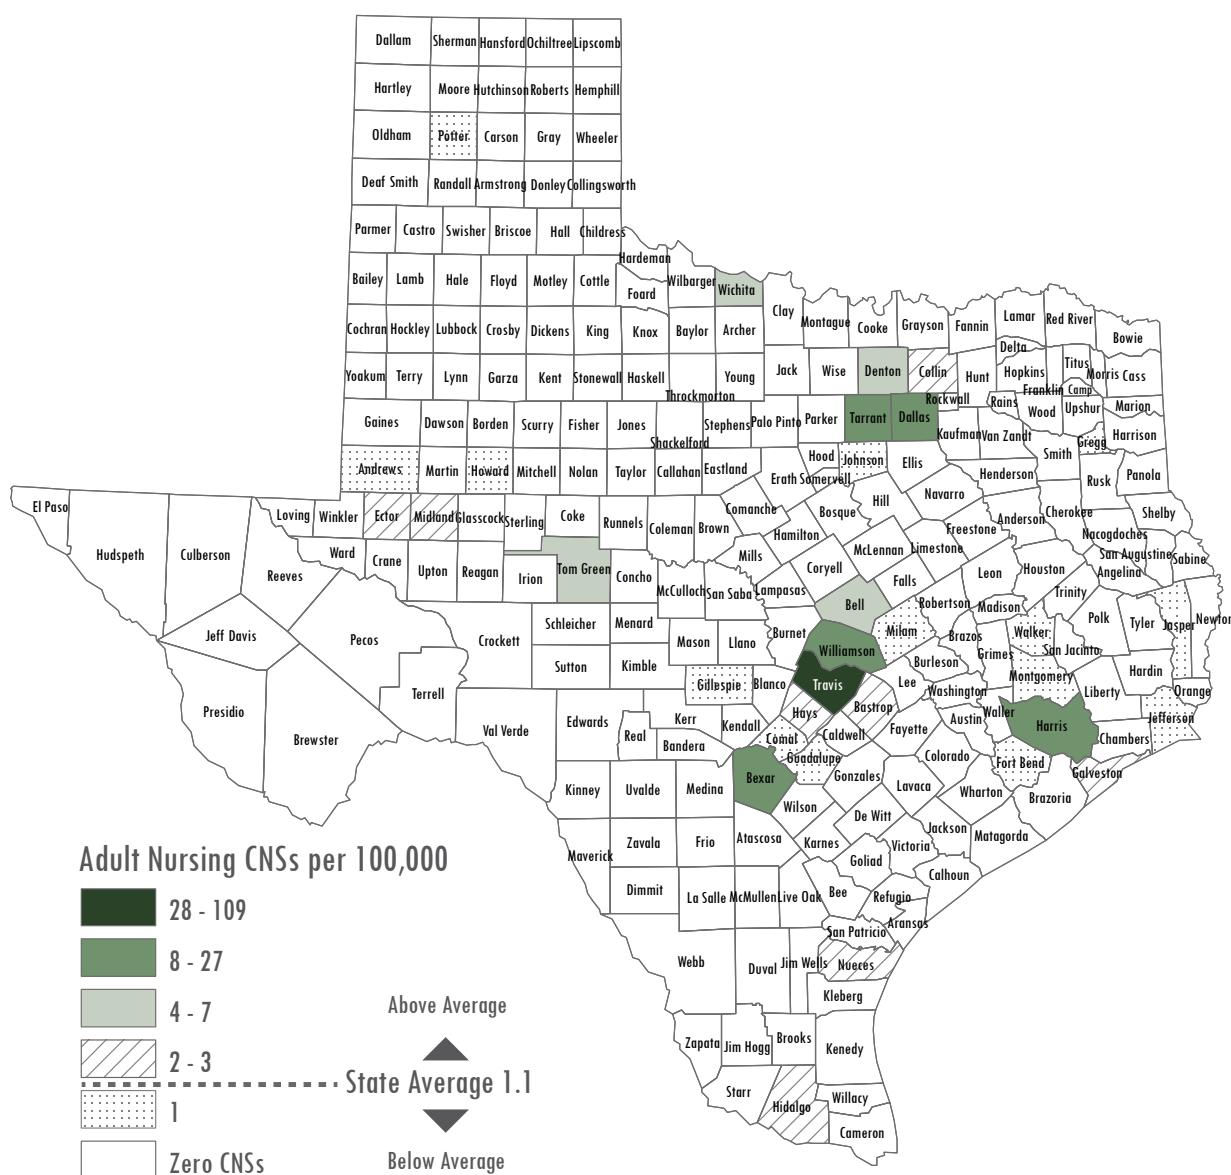 Dallam Sherman Hansford Ochiltree Lipscomb
Hartley Moore Hutchinson Roberts Hemphill
Oldham Potter Carson Gray Wheeler
Deaf Smith Randall Armstrong Donley Collingsworth
Parmer Castro Swisher Briscoe Hall Childress
Hardeman
Bailey Lamb Hale Floyd Motley Cottle Foard Wilbarger Wichita
Clay Montague Cooke Grayson Fannin Lamar Red River Bowie
Cochran Hockley Lubbock Crosby Dickens King Knox Baylor Archer
Delta
Yoakum Terry Lynn Garza Kent Stonewall Haskell Throckmorton Young Jack Wise Denton Collin Hunt Hopkins Franklin Titus Camp Morris Cass
Gaines Dawson Borden Scurry Fisher Jones Shackelford Stephens Palo Pinto Parker Tarrant Dallas Rockwall Kaufman Rains Van Zandt Wood Upshur Marion
Andrews Martin Howard Mitchell Nolan Taylor Callahan Eastland Erath Hood Somervell Johnson Ellis Henderson Smith Gregg Harrison Rusk Panola
El Paso Hudspeth Culberson Reeves Loving Winkler Ector Midland Glasscock Sterling Coke Runnels Coleman Brown Comanche Hamilton Bosque Hill Navarro Freestone Anderson Cherokee Nacogdoches Shelby
Ward Crane Upton Reagan Irion Tom Green Concho McCulloch San Saba Mills Lampasas Coryell McLennan Limestone Falls Leon Houston Angelina San Augustine Sabine
Jeff Davis Pecos Crockett Schleicher Menard Mason Llano Burnet Bell Milam Robertson Madison Brazos Grimes Walker Trinity San Jacinto Polk Tyler Jasper Newton
Presidio Brewster Terrell Val Verde Sutton Kimble Gillespie Blanco Williamson Travis Hays Bastrop Lee Burleson Washington Montgomery Liberty Hardin Orange
Edwards Real Kerr Bandera Kendall Comal Guadalupe Caldwell Fayette Austin Waller Harris Chambers Jefferson
Kinney Uvalde Medina Bexar Wilson Gonzales Lavaca Colorado Wharton Fort Bend Brazoria Galveston
Maverick Zavala Frio Atascosa Karnes De Witt Goliad Victoria Jackson Matagorda Calhoun
Dimmit La Salle McMullen Live Oak Bee Refugio Aransas San Patricio
Webb Duval Jim Wells Nueces Kleberg
Zapata Jim Hogg Brooks Kenedy
Starr Hidalgo Willacy Cameron
Adult Nursing CNSs per 100,000
28 - 109
8 - 27
4 - 7
2 - 3
1
Zero CNSs
Above Average
State Average 1.1
Below Average